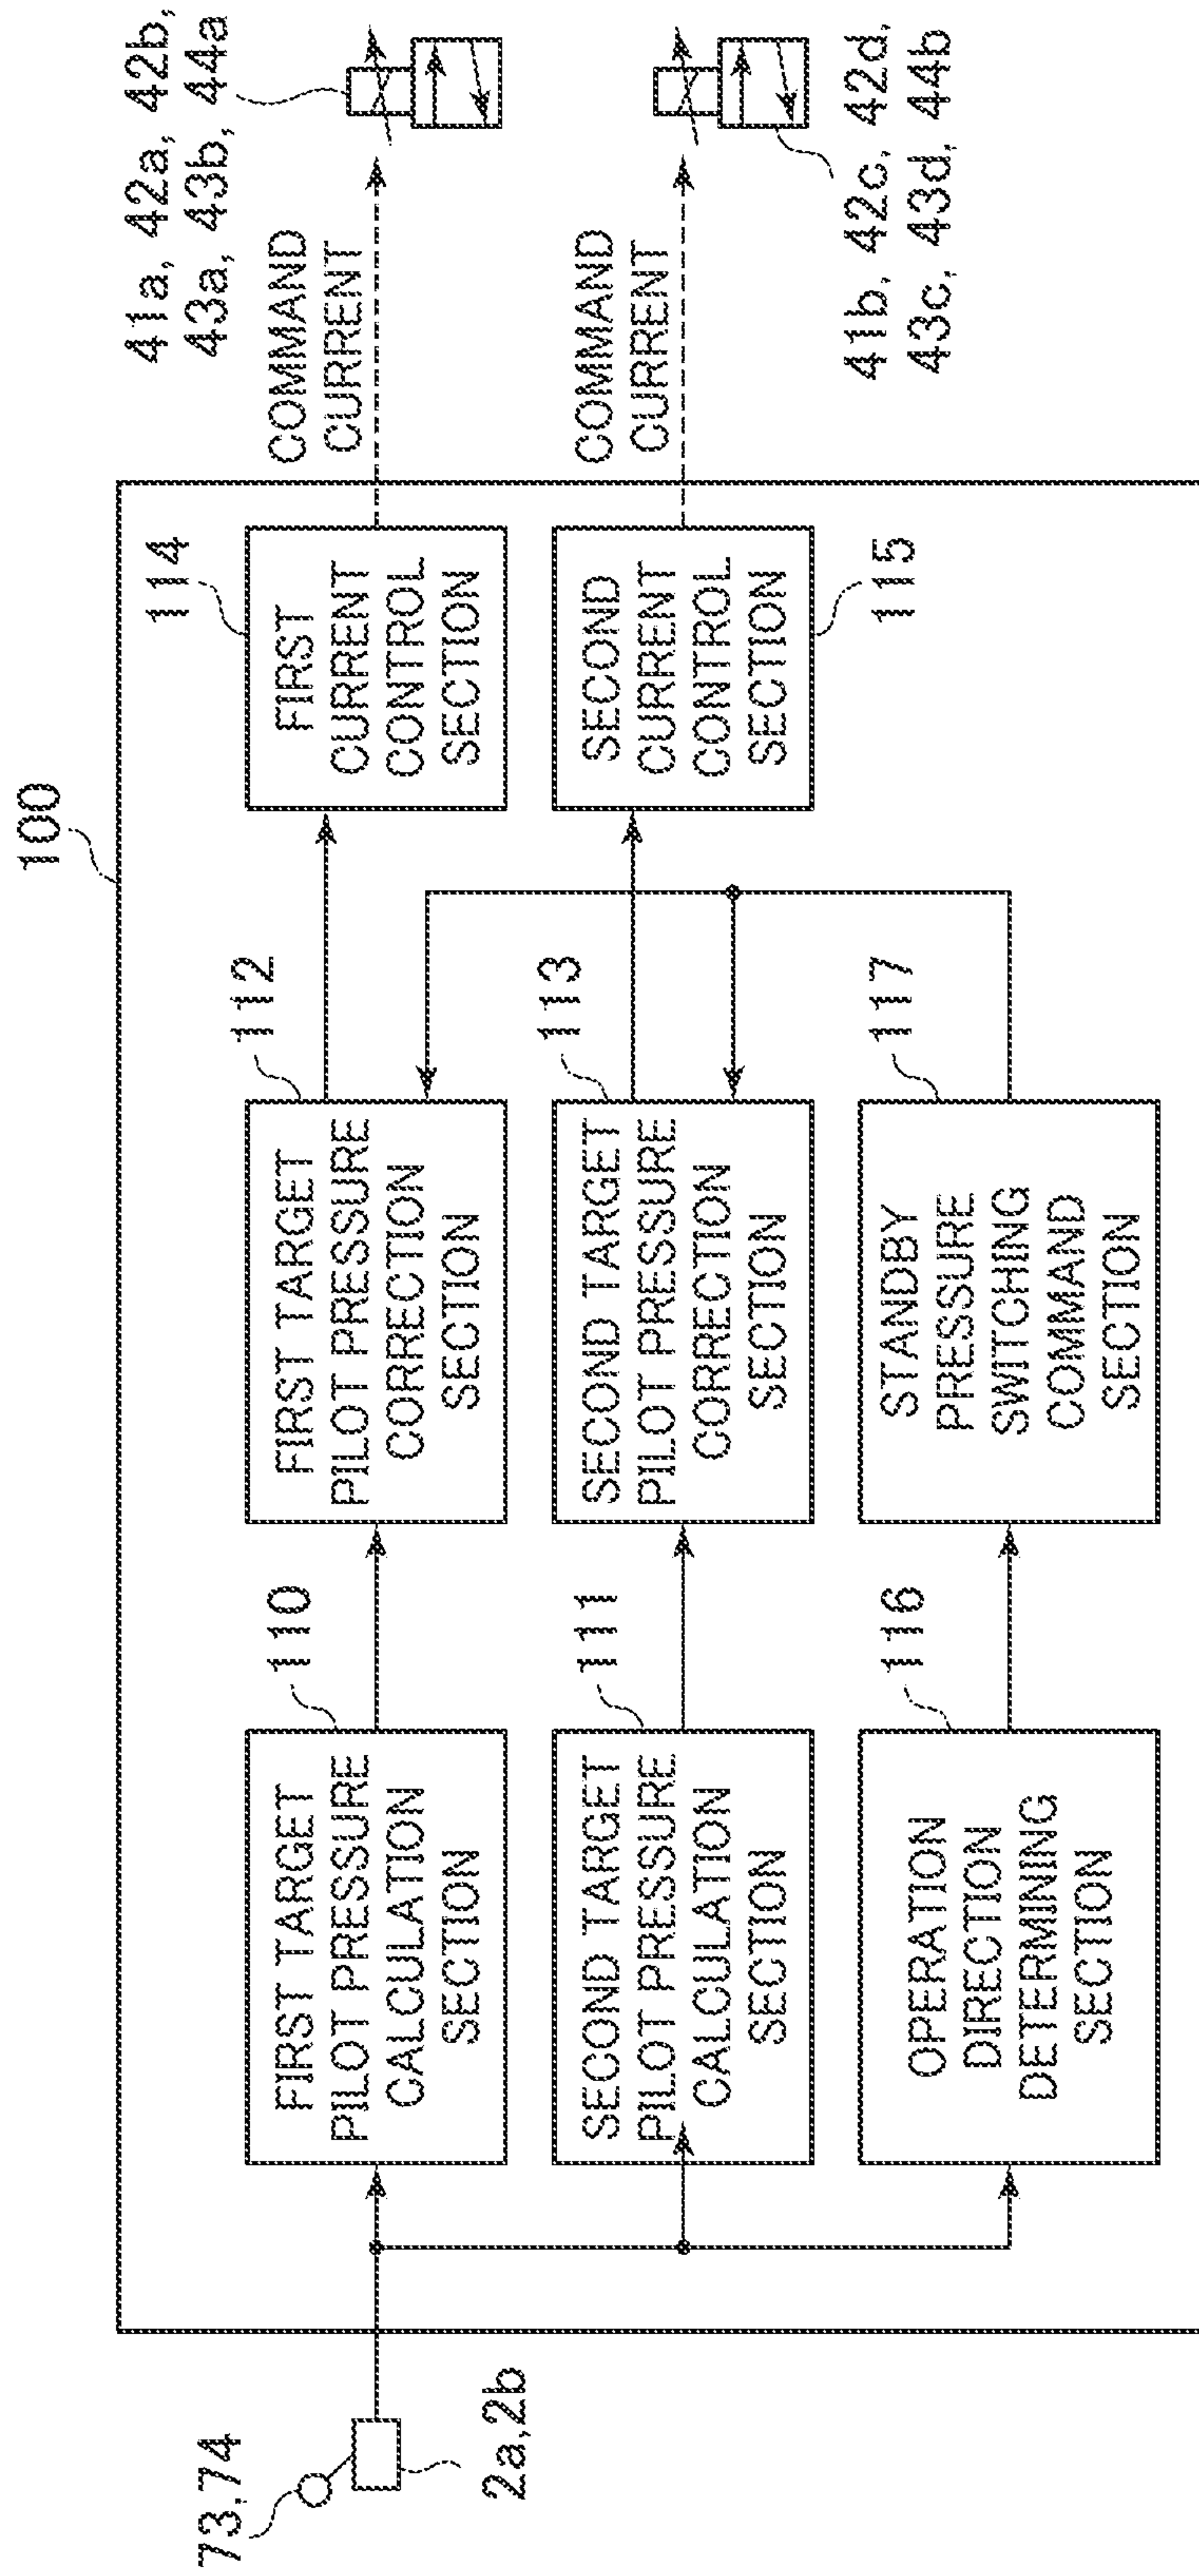 100
73,74
2a,2b
110
FIRST TARGET
PILOT PRESSURE
CALCULATION
SECTION
112
FIRST TARGET
PILOT PRESSURE
CORRECTION
SECTION
114
FIRST
CURRENT
CONTROL
SECTION
COMMAND
CURRENT
41a, 42a, 42b,
43a, 43b, 44a
111
SECOND TARGET
PILOT PRESSURE
CALCULATION
SECTION
113
SECOND TARGET
PILOT PRESSURE
CORRECTION
SECTION
SECOND
CURRENT
CONTROL
SECTION
115
COMMAND
CURRENT
41b, 42c, 42d,
43c, 43d, 44b
116
OPERATION
DIRECTION
DETERMINING
SECTION
117
STANDBY
PRESSURE
SWITCHING
COMMAND
SECTION